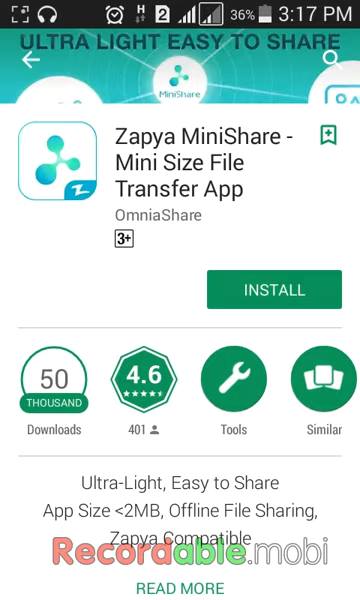 H 2 36% 3:17 PM
ULTRA LIGHT EASY TO SHARE
MiniShare
Zapya MiniShare -
Mini Size File
Transfer App
OmniaShare
3+
INSTALL
50
THOUSAND
4.6
Downloads 401 Tools Similar
Ultra-Light, Easy to Share
App Size <2MB, Offline File Sharing,
Zapya Compatible
Recordable.mobi
READ MORE